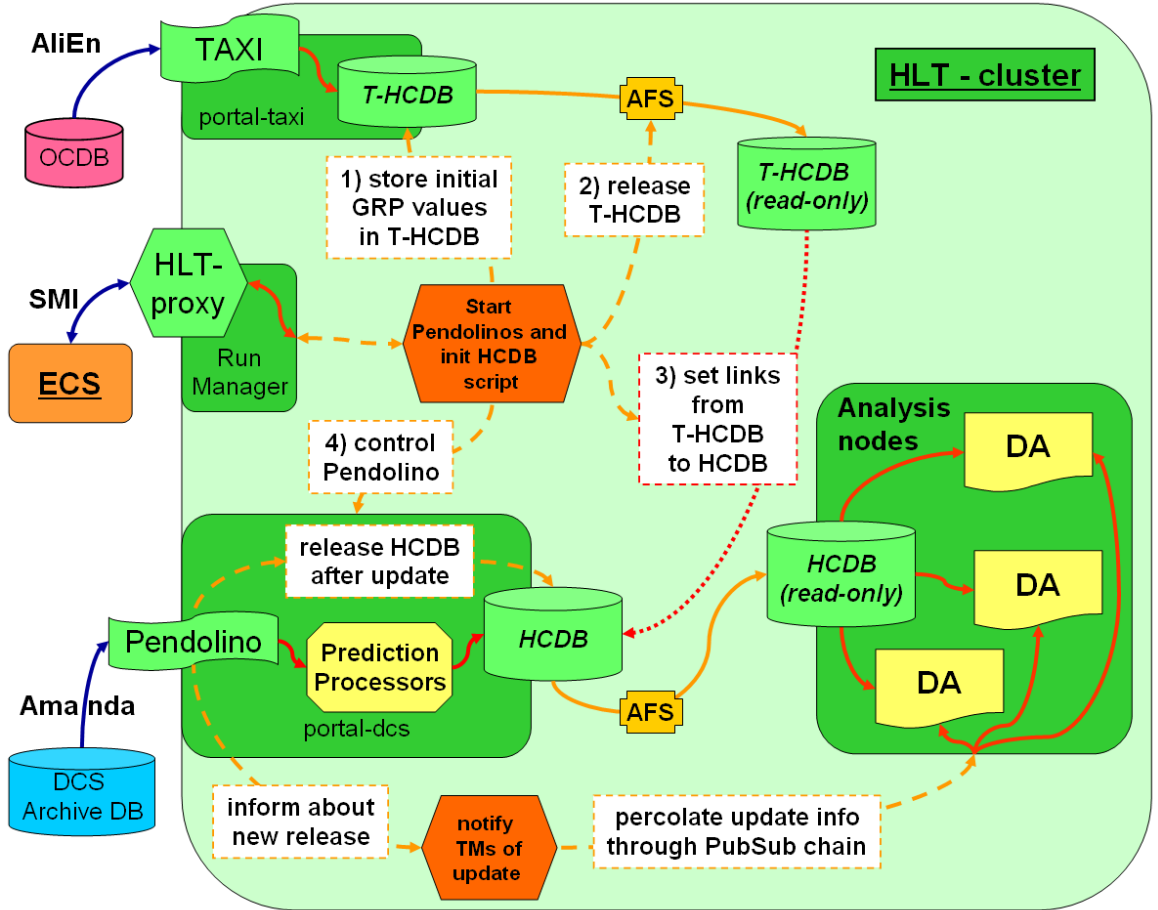 AliEn
TAXI
HLT - cluster
T-HCDB
AFS
portal-taxi
OCDB
T-HCDB
(read-only)
1) store initial
GRP values
in T-HCDB
2) release
T-HCDB
HLT-
proxy
SMI
Start
Pendolinos and
init HCDB
script
Run
Manager
ECS
3) set links
from
T-HCDB
to HCDB
Analysis
nodes
DA
4) control
Pendolino
release HCDB
after update
HCDB
(read-only)
DA
Pendolino
Prediction
Processors
HCDB
DA
Amanda
AFS
portal-dcs
DCS
Archive DB
inform about
new release
notify
TMs of
update
percolate update info
through PubSub chain